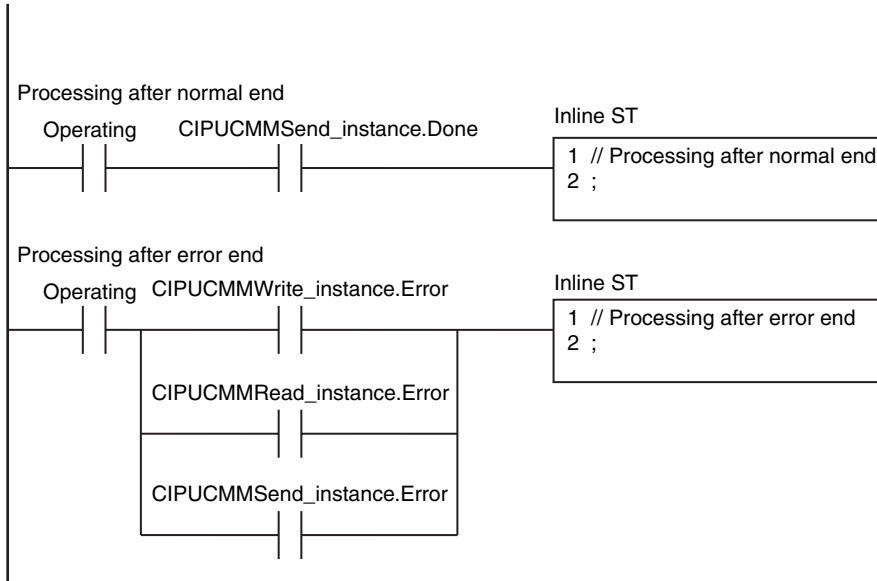 Processing after normal end
Operating
CIPUCMMSend_instance.Done
Inline ST
1 // Processing after normal end
2 ;
Processing after error end
Operating
CIPUCMMWrite_instance.Error
Inline ST
1 // Processing after error end
2 ;
CIPUCMMRead_instance.Error
CIPUCMMSend_instance.Error